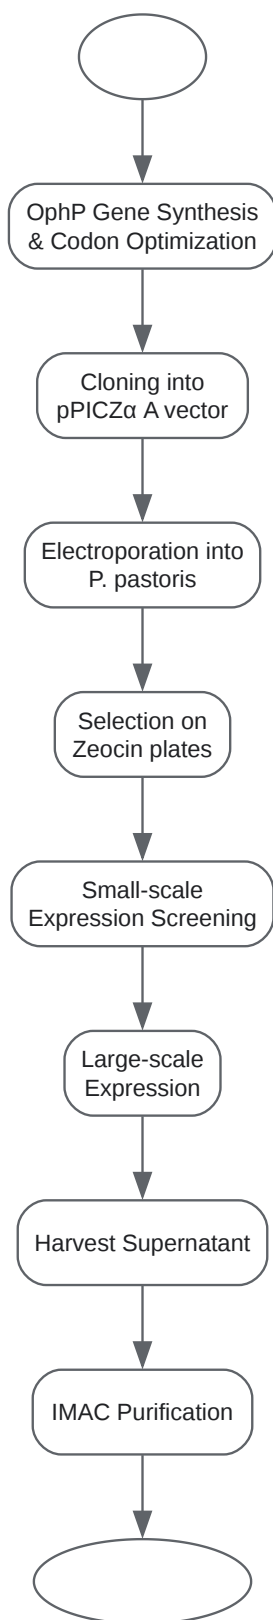 OphP Gene Synthesis
& Codon Optimization
Cloning into
pPICZα A vector
Electroporation into
P. pastoris
Selection on
Zeocin plates
Small-scale
Expression Screening
Large-scale
Expression
Harvest Supernatant
IMAC Purification